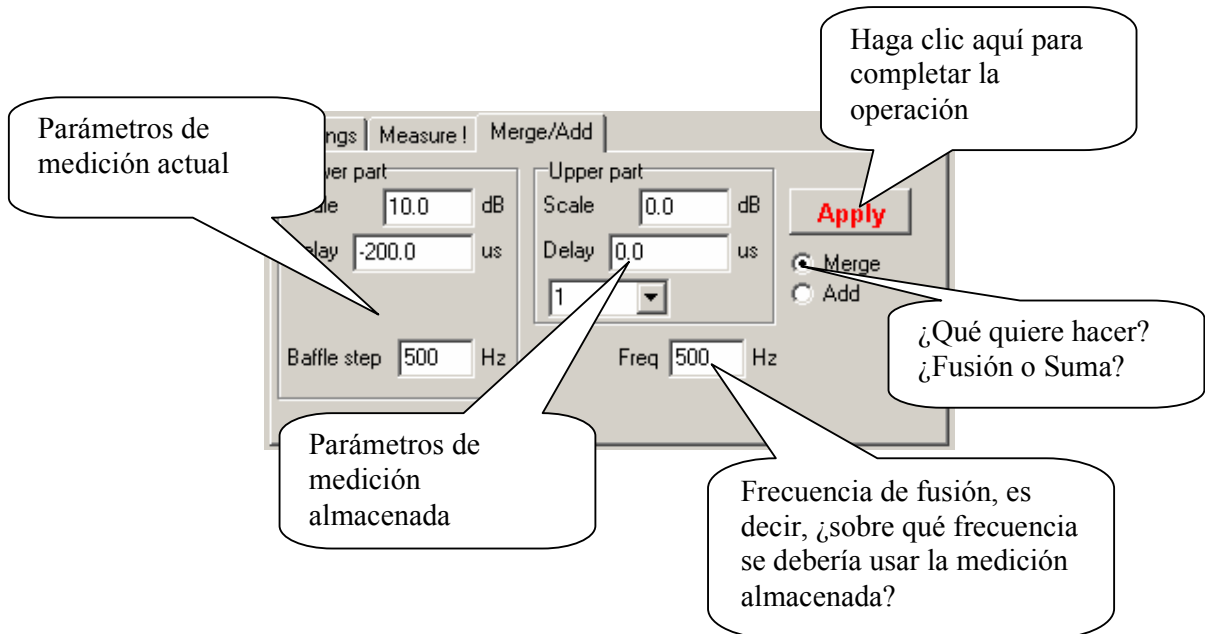 Haga clic aquí para
completar la
operación
Parámetros de
medición actual
ngs Measure ! Merge/Add
wer part
ale 10.0 dB
elay -200.0 us
Baffle step 500 Hz
Upper part
Scale 0.0 dB
Delay 0.0 us
1
Freq 500 Hz
Apply
Merge
Add
¿Qué quiere hacer?
¿Fusión o Suma?
Parámetros de
medición
almacenada
Frecuencia de fusión, es
decir, ¿sobre qué frecuencia
se debería usar la medición
almacenada?